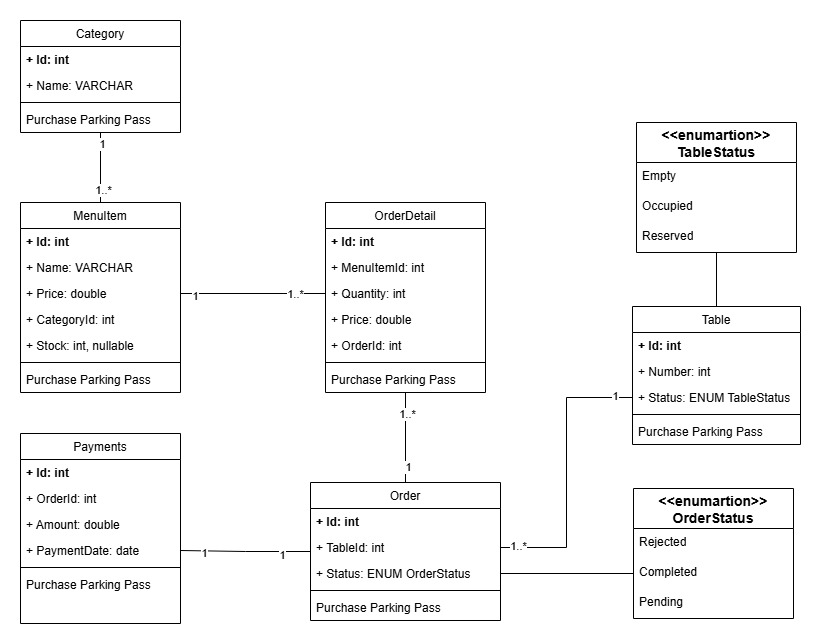 Category
+ Id: int
+ Name: VARCHAR
Purchase Parking Pass
1
1..*
MenuItem
+ Id: int
+ Name: VARCHAR
+ Price: double
+ CategoryId: int
+ Stock: int, nullable
Purchase Parking Pass
1
1..*
OrderDetail
+ Id: int
+ MenuItemId: int
+ Quantity: int
+ Price: double
+ OrderId: int
Purchase Parking Pass
1..*
1
<<enumartion>>
TableStatus
Empty
Occupied
Reserved
Table
+ Id: int
+ Number: int
+ Status: ENUM TableStatus
Purchase Parking Pass
1
1..*
Payments
+ Id: int
+ OrderId: int
+ Amount: double
+ PaymentDate: date
Purchase Parking Pass
1
1
Order
+ Id: int
+ TableId: int
+ Status: ENUM OrderStatus
Purchase Parking Pass
<<enumartion>>
OrderStatus
Rejected
Completed
Pending